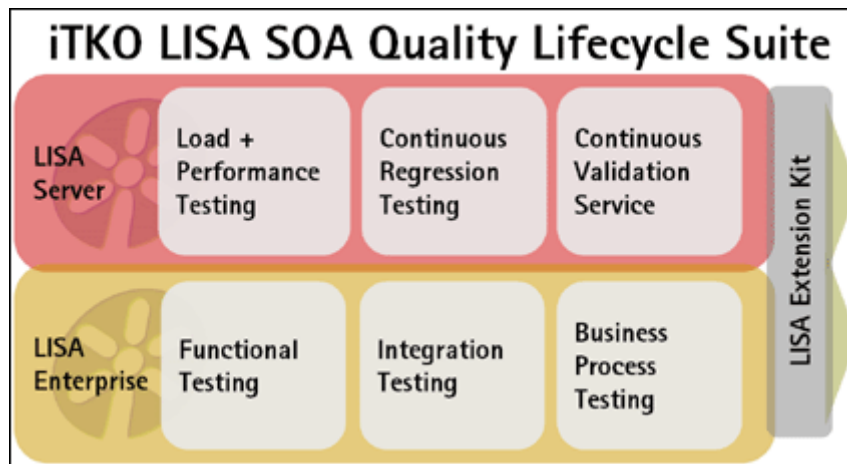 iTKO LISA SOA Quality Lifecycle Suite
LISA
Server
Load +
Performance
Testing
Continuous
Regression
Testing
Continuous
Validation
Service
LISA
Enterprise
Functional
Testing
Integration
Testing
Business
Process
Testing
LISA Extension Kit